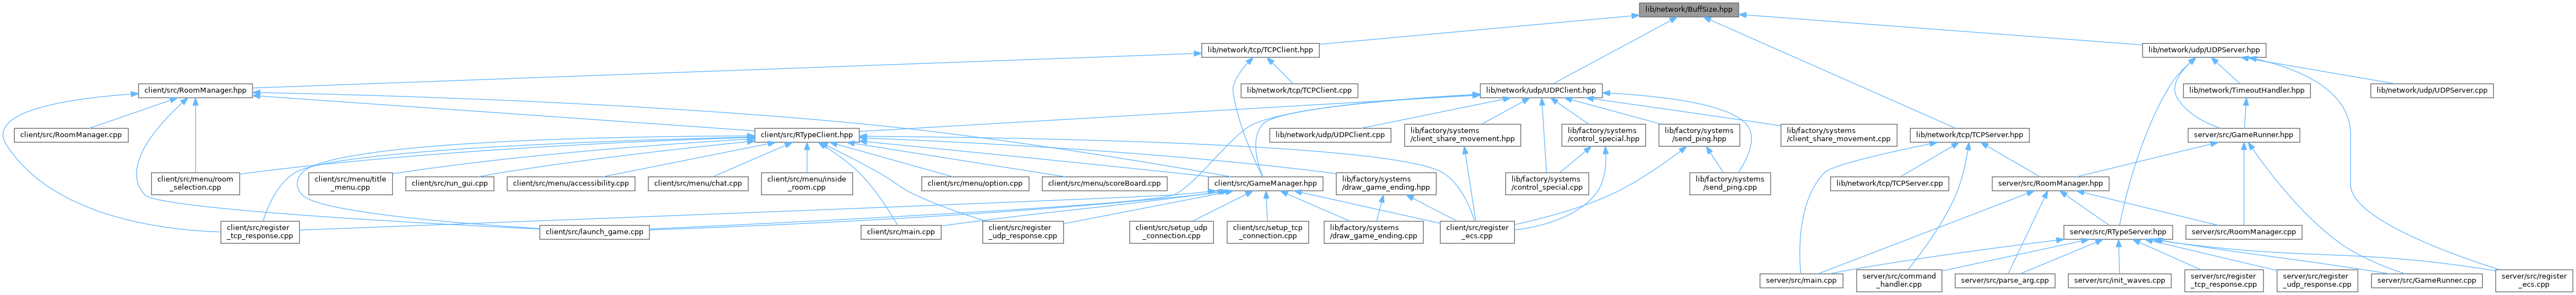 lib/network/BuffSize.hpp
lib/network/tcp/TCPClient.hpp
lib/network/udp/UDPServer.hpp
client/src/RoomManager.hpp
lib/network/tcp/TCPClient.cpp
lib/network/udp/UDPClient.hpp
lib/network/TimeoutHandler.hpp
lib/network/udp/UDPServer.cpp
client/src/RoomManager.cpp
client/src/RTypeClient.hpp
lib/network/udp/UDPClient.cpp
lib/factory/systems
/client_share_movement.hpp
lib/factory/systems
/control_special.hpp
lib/factory/systems
/send_ping.hpp
lib/factory/systems
/client_share_movement.cpp
lib/network/tcp/TCPServer.hpp
server/src/GameRunner.hpp
client/src/menu/room
_selection.cpp
client/src/menu/title
_menu.cpp
client/src/run_gui.cpp
client/src/menu/accessibility.cpp
client/src/menu/chat.cpp
client/src/menu/inside
_room.cpp
client/src/menu/option.cpp
client/src/menu/scoreBoard.cpp
client/src/GameManager.hpp
lib/factory/systems
/draw_game_ending.hpp
lib/factory/systems
/control_special.cpp
lib/factory/systems
/send_ping.cpp
lib/network/tcp/TCPServer.cpp
server/src/RoomManager.hpp
client/src/register
_tcp_response.cpp
client/src/launch_game.cpp
client/src/main.cpp
client/src/register
_udp_response.cpp
client/src/setup_udp
_connection.cpp
client/src/setup_tcp
_connection.cpp
lib/factory/systems
/draw_game_ending.cpp
client/src/register
_ecs.cpp
server/src/RTypeServer.hpp
server/src/RoomManager.cpp
server/src/main.cpp
server/src/command
_handler.cpp
server/src/parse_arg.cpp
server/src/init_waves.cpp
server/src/register
_tcp_response.cpp
server/src/register
_udp_response.cpp
server/src/GameRunner.cpp
server/src/register
_ecs.cpp